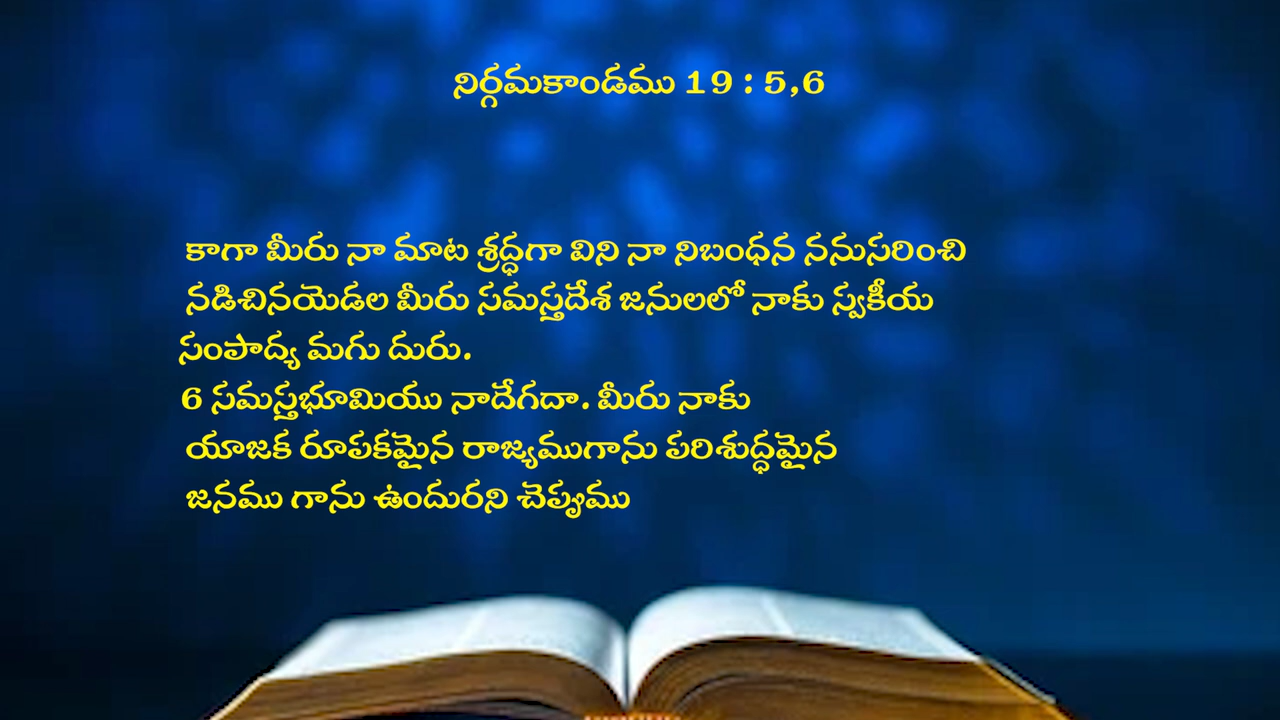 నిర్గమకాండము 19 : 5,6
కాగా మీరు నా మాట శ్రద్ధగా విని నా నిబంధన ననుసరించి
నడిచినయెడల మీరు సమస్తదేశ జనులలో నాకు స్వకీయ
సంపాద్య మగు దురు.
6 సమస్తభూమియు నాదేగదా. మీరు నాకు
యాజక రూపకమైన రాజ్యముగాను పరిశుద్ధమైన
జనము గాను ఉందురని చెప్పుము